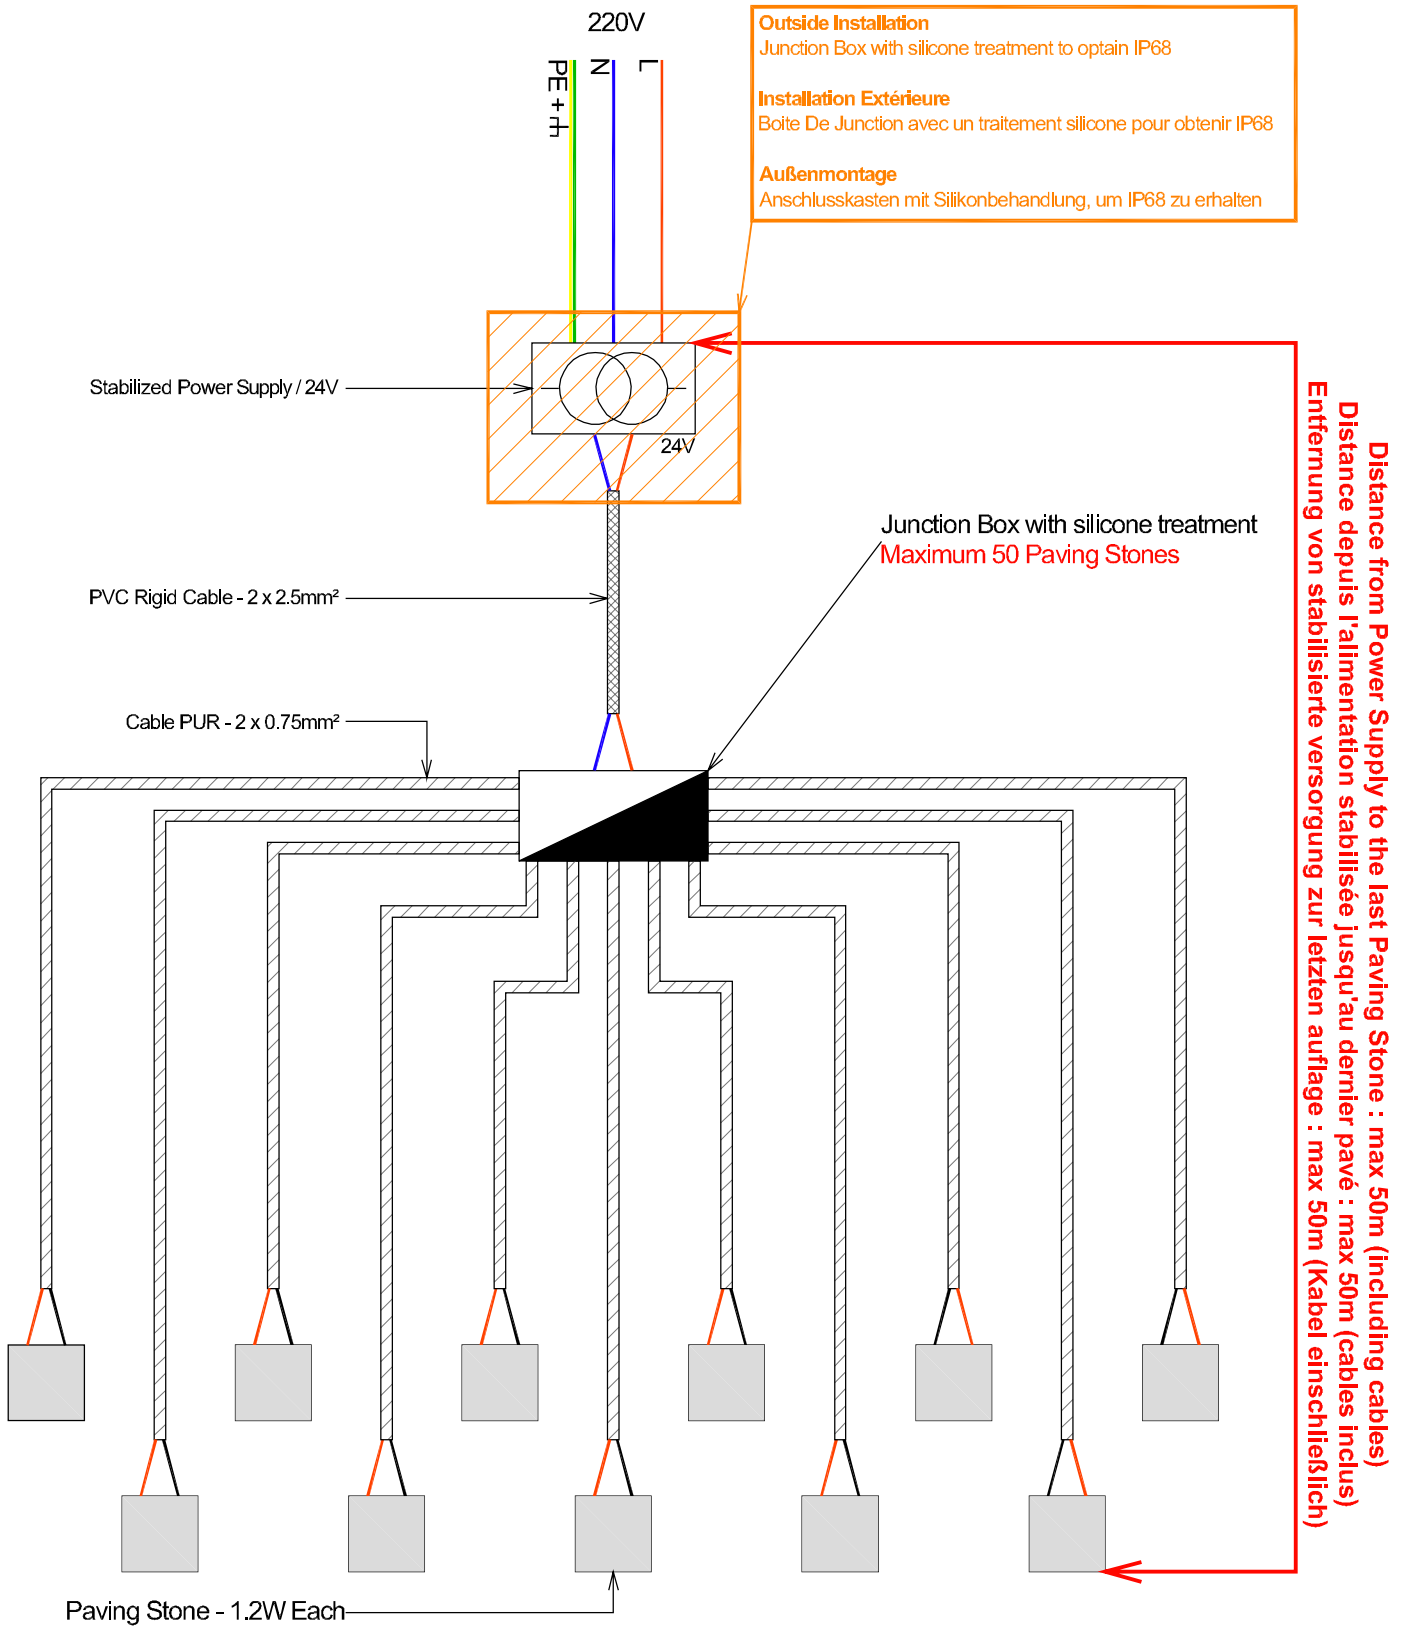 220V
PE +
N
L
Outside Installation
Junction Box with silicone treatment to optain IP68
Installation Extérieure
Boite De Junction avec un traitement silicone pour obtenir IP68
Außenmontage
Anschlusskasten mit Silikonbehandlung, um IP68 zu erhalten
Stabilized Power Supply / 24V
24V
Junction Box with silicone treatment
Maximum 50 Paving Stones
PVC Rigid Cable - 2 x 2.5mm²
Cable PUR - 2 x 0.75mm²
Distance from Power Supply to the last Paving Stone : max 50m (including cables)
Distance depuis l'alimentation stabilisée jusqu'au dernier pavé : max 50m (cables inclus)
Entfernung von stabilisierte versorgung zur letzten auflage : max 50m (Kabel einschließlich)
Paving Stone - 1.2W Each